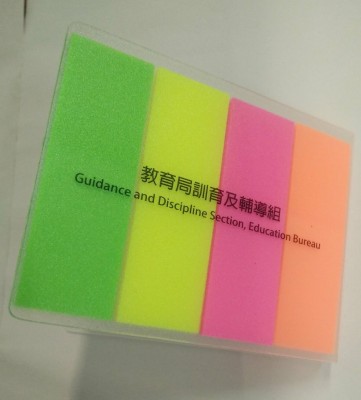 教育局訓育及輔導組
Guidance and Discipline Section, Education Bureau